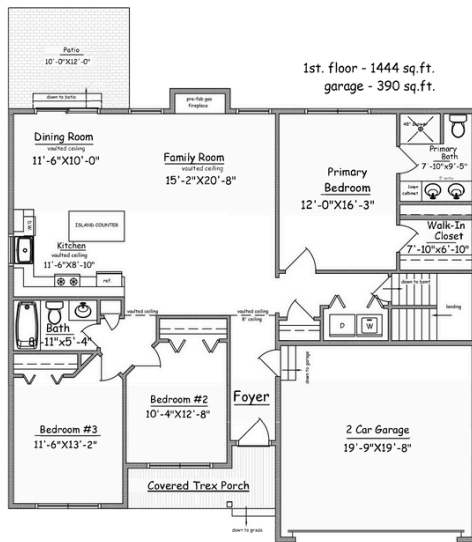 Patio
10'-0"X12'-0"
down to patio
1st. floor - 1444 sq.ft.
garage - 390 sq.ft.
pre-fab gas
fireplace
Dining Room
vaulted ceiling
11'-6"X10'-0"
Family Room
vaulted ceiling
15'-2"X20'-8"
Primary
Bedroom
12'-0"X16'-3"
Primary
Bath
7'-10"x9'-5"
linen
cabinet
Walk-In
Closet
7'-10"x6'-10"
ISLAND COUNTER
Kitchen
vaulted ceiling
11'-6"X8'-10"
ref.
down to bsmt
landing
vaulted ceiling
vaulted ceiling
8' ceiling
D
W
Bath
-11"x5'-4"
down to garage
Bedroom #2
10'-4"X12'-8"
Foyer
Bedroom #3
11'-6"X13'-2"
2 Car Garage
19'-9"X19'-8"
Covered Trex Porch
down to grade